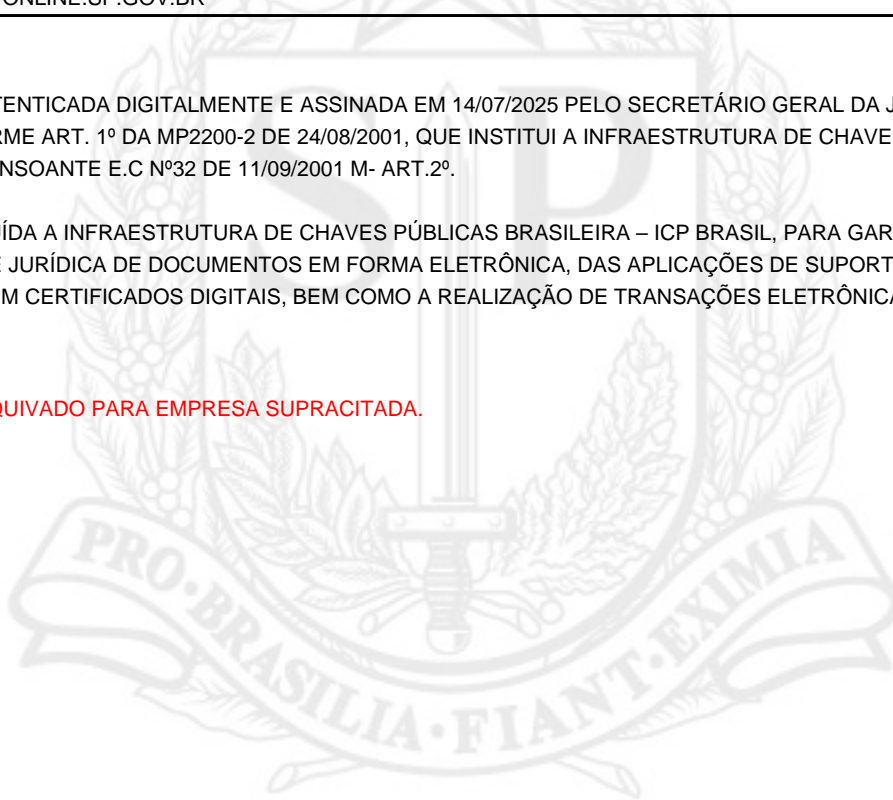 TENTICADA DIGITALMENTE E ASSINADA EM 14/07/2025 PELO SECRETÁRIO GERAL DA J
RME ART. 1º DA MP2200-2 DE 24/08/2001, QUE INSTITUI A INFRAESTRUTURA DE CHAVE
NSOANTE E.C Nº32 DE 11/09/2001 M- ART.2º.
ÍDA A INFRAESTRUTURA DE CHAVES PÚBLICAS BRASILEIRA – ICP BRASIL, PARA GAR
E JURÍDICA DE DOCUMENTOS EM FORMA ELETRÔNICA, DAS APLICAÇÕES DE SUPORT
M CERTIFICADOS DIGITAIS, BEM COMO A REALIZAÇÃO DE TRANSAÇÕES ELETRÔNICA
QUIVADO PARA EMPRESA SUPRACITADA.
SP
PRO•BRASILIA•FIANT•EXIMIA